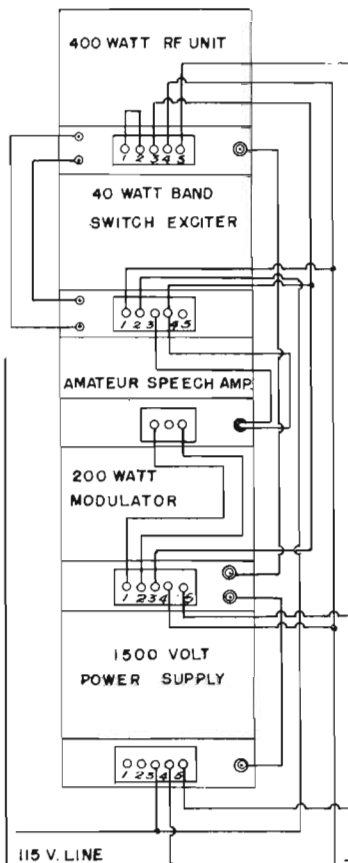 400 WATT RF UNIT
1 2 3 4 5
40 WATT BAND
SWITCH EXCITER
1 2 3 4 5
AMATEUR SPEECH AMP.
200 WATT
MODULATOR
1 2 3 4 5
1500 VOLT
POWER SUPPLY
1 2 3 4 5
115 V. LINE